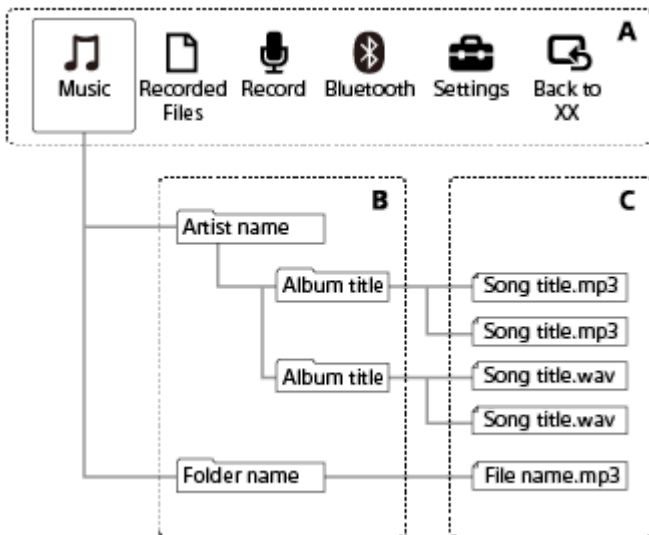 A
Music
Recorded Files
Record
Bluetooth
Settings
Back to XX
B
C
Artist name
Album title
Song title.mp3
Song title.mp3
Album title
Song title.wav
Song title.wav
Folder name
File name.mp3